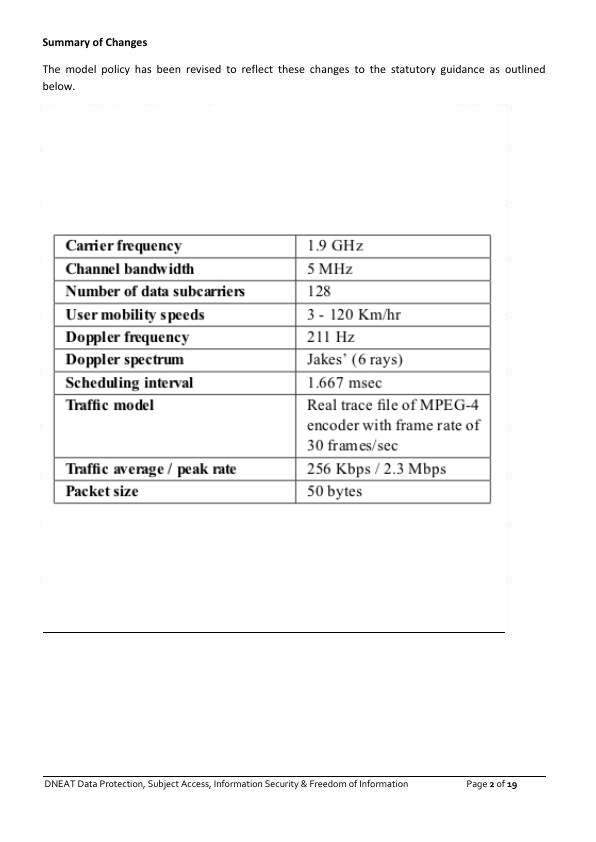 Summary of Changes
The model policy has been revised to reflect these changes to the statutory guidance as outlined
below.
Carrier frequency 1.9 GHz
Channel bandwidth 5 MHz
Number of data subcarriers 128
User mobility speeds 3 - 120 Km/hr
Doppler frequency 211 Hz
Doppler spectrum Jakes’ (6 rays)
Scheduling interval 1.667 msec
Traffic model Real trace file of MPEG-4
encoder with frame rate of
30 frames/sec
Traffic average / peak rate 256 Kbps / 2.3 Mbps
Packet size 50 bytes
DNEAT Data Protection, Subject Access, Information Security & Freedom of Information Page 2 of 19